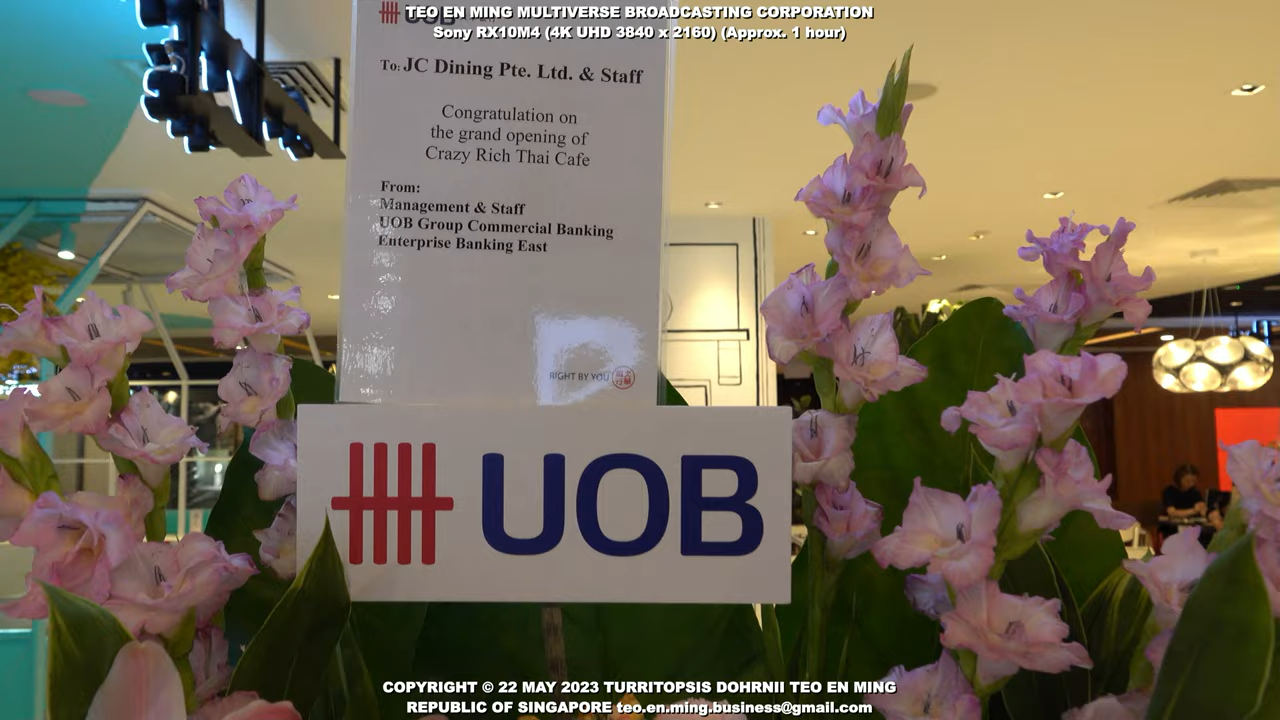 TEO EN MING MULTIVERSE BROADCASTING CORPORATION
Sony RX10M4 (4K UHD 3840 x 2160) (Approx. 1 hour)
UOB
To: JC Dining Pte. Ltd. & Staff
Congratulation on
the grand opening of
Crazy Rich Thai Cafe
From:
Management & Staff
UOB Group Commercial Banking
Enterprise Banking East
RIGHT BY YOU
UOB
COPYRIGHT © 22 MAY 2023 TURRITOPSIS DOHRNII TEO EN MING
REPUBLIC OF SINGAPORE teo.en.ming.business@gmail.com